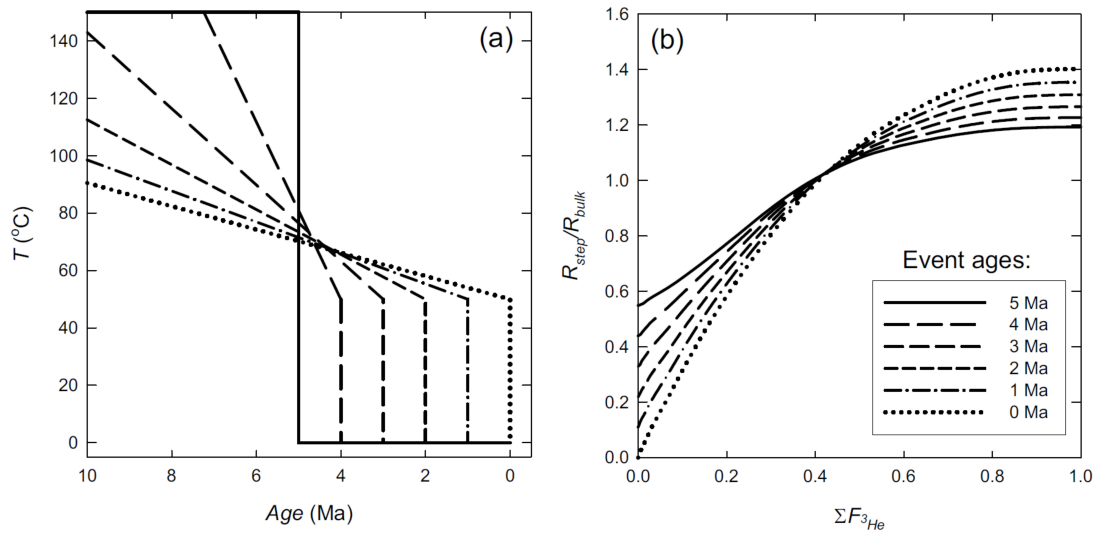 (a)
140
120
100
80
60
40
20
0
T (°C)
10
8
6
4
2
0
Age (Ma)
(b)
1.6
1.4
1.2
1.0
0.8
0.6
0.4
0.2
0.0
R_step/R_bulk
Event ages:
5 Ma
4 Ma
3 Ma
2 Ma
1 Ma
0 Ma
0.0
0.2
0.4
0.6
0.8
1.0
ΣF³He